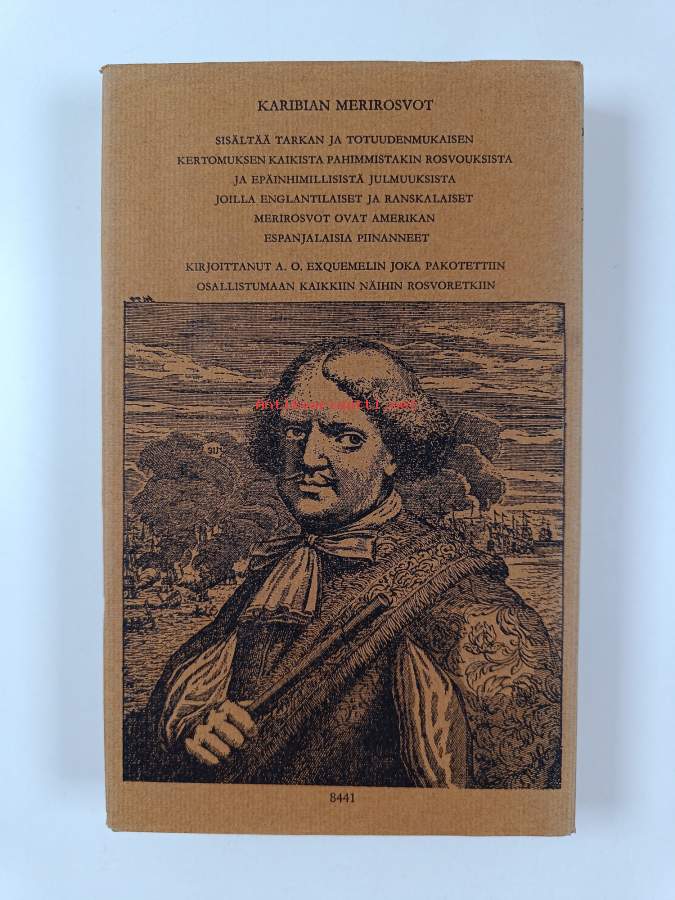 KARIBIAN MERIROSVOT
SISÄLTÄÄ TARKAN JA TOTUUDENMUKAISEN
KERTOMUKSEN KAIKISTA PAHIMMISTAKIN ROSVOUKSISTA
JA EPÄINHIMILLISISTÄ JULMUUKSISTA
JOILLA ENGLANTILAISET JA RANSKALAISET
MERIROSVOT OVAT AMERIKAN
ESPANJALAISIA PIINANNEET
KIRJOITTANUT A. O. EXQUEMELIN JOKA PAKOTETTIIN
OSALLISTUMAAN KAIKKIIN NÄIHIN ROSVORETKIIN
8441